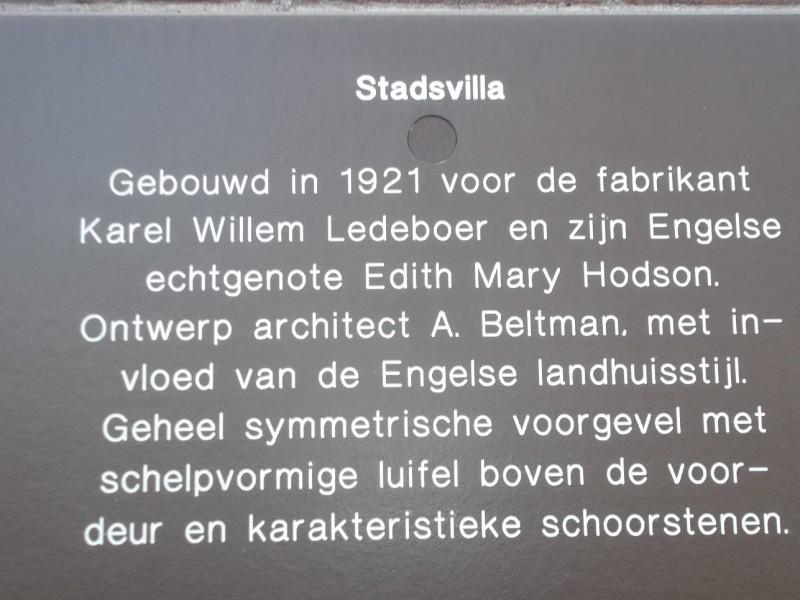 Stadsvilla
Gebouwd in 1921 voor de fabrikant
Karel Willem Ledeboer en zijn Engelse
echtgenote Edith Mary Hodson.
Ontwerp architect A. Beltman, met in-
vloed van de Engelse landhuisstijl.
Geheel symmetrische voorgevel met
schelpvormige luifel boven de voor-
deur en karakteristieke schoorstenen.